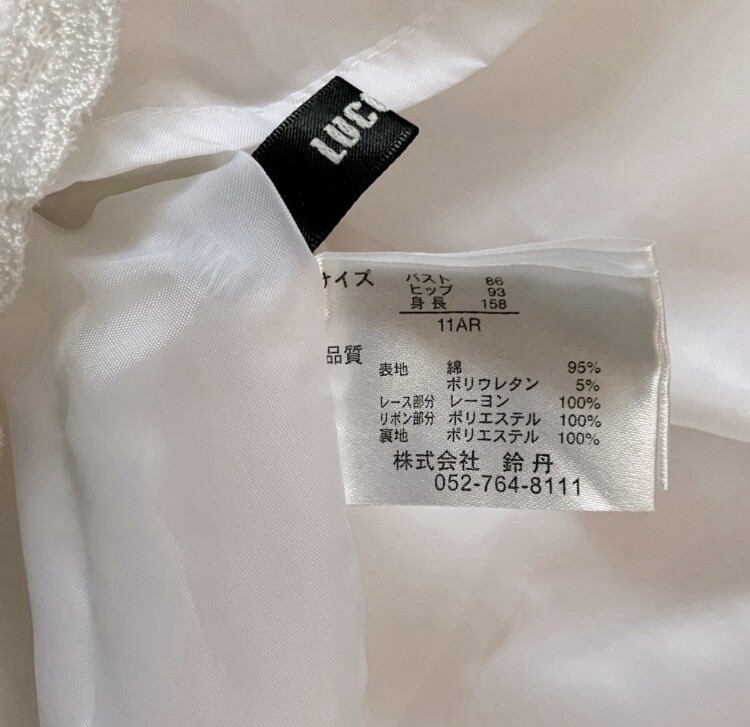 サイズ バスト 86
ヒップ 93
身長 158
11AR
品質 表地 綿 95%
ポリウレタン 5%
レース部分 レーヨン 100%
リボン部分 ポリエステル 100%
裏地 ポリエステル 100%
株式会社 鈴丹
052-764-8111